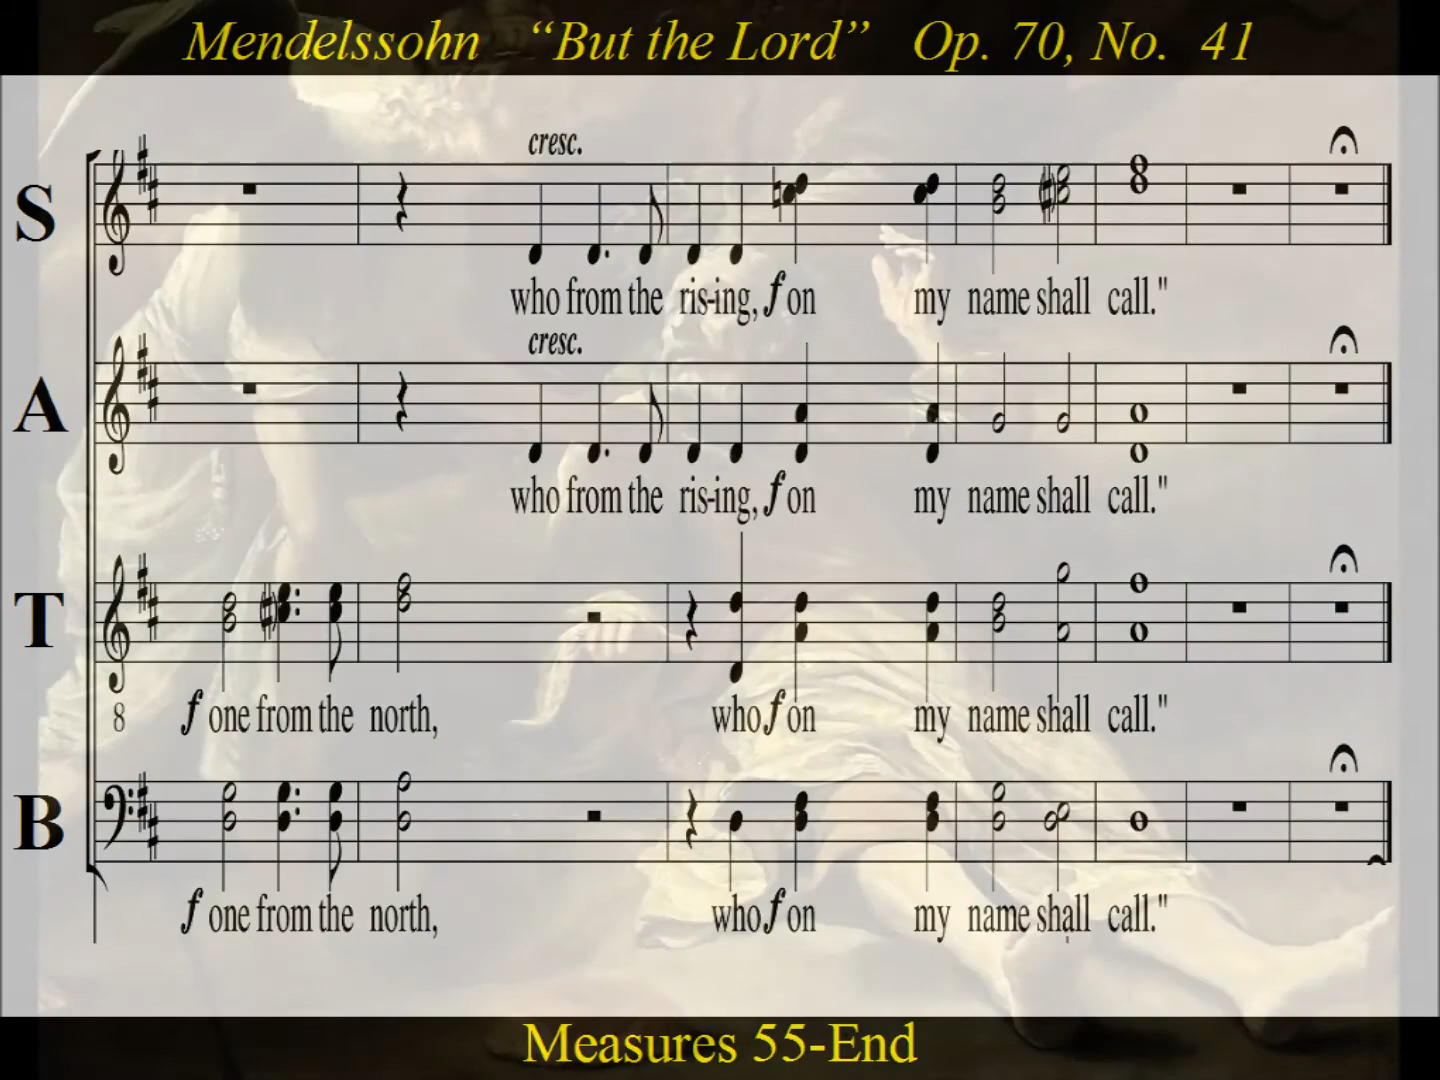 Mendelssohn “But the Lord” Op. 70, No. 41
cresc.
S
who from the ris-ing, f on my name shall call."
cresc.
A
who from the ris-ing, f on my name shall call."
T
8
f one from the north, who f on my name shall call."
B
f one from the north, who f on my name shall call."
Measures 55-End